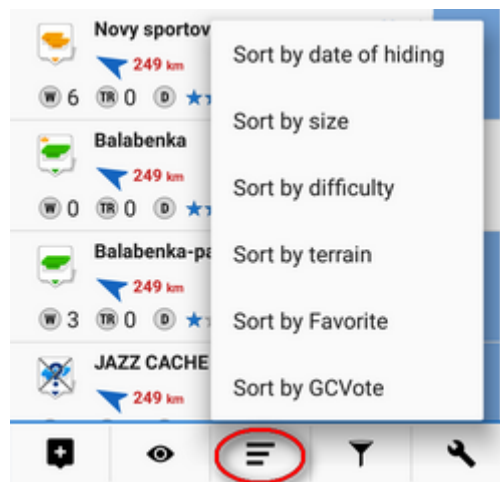 Novy sportov
249 km
W 6 TR 0 D
Balabenka
249 km
W 0 TR 0 D
Balabenka-pa
249 km
W 3 TR 0 D
JAZZ CACHE
249 km
Sort by date of hiding
Sort by size
Sort by difficulty
Sort by terrain
Sort by Favorite
Sort by GCVote